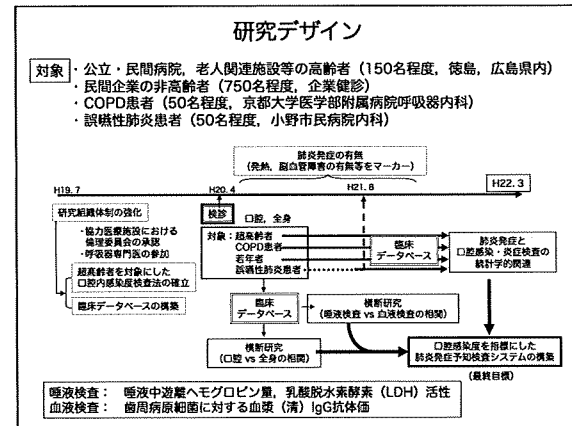 研究デザイン
対象
・公立・民間病院，老人関連施設等の高齢者（150名程度，徳島，広島県内）
・民間企業の非高齢者（750名程度，企業健診）
・COPD患者（50名程度，京都大学医学部附属病院呼吸器内科）
・誤嚥性肺炎患者（50名程度，小野市民病院内科）
肺炎発症の有無
（発熱，脳血管障害の有無等をマーカー）
H19. 7
H20. 4
H21. 8
H22. 3
研究組織体制の強化
・協力医療施設における
倫理委員会の承認
・呼吸器専門医の参加
超高齢者を対象にした
口腔内感染度検査法の確立
臨床データベースの構築
検診
口腔，全身
対象：超高齢者
COPD患者
若年者
誤嚥性肺炎患者
臨床
データベース
肺炎発症と
口腔感染・炎症検査の
統計学的関連
臨床
データベース
横断研究
（唾液検査 vs 血液検査の相関）
横断研究
（口腔 vs 全身の相関）
口腔感染度を指標にした
肺炎発症予知検査システムの構築
（最終目標）
唾液検査： 唾液中遊離ヘモグロビン量，乳酸脱水素酵素（LDH）活性
血液検査： 歯周病原細菌に対する血漿（清）IgG抗体価